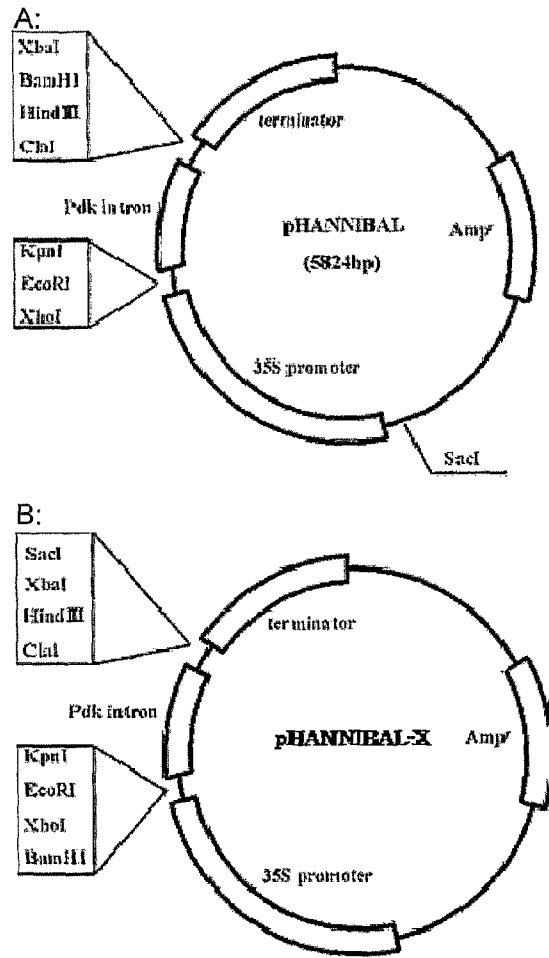 A:
XbaI
BamHI
HindIII
ClaI
terminator
Pdk intron
pHANNIBAL
(5824bp)
Ampʳ
KpnI
EcoRI
XhoI
35S promoter
SacI
B:
SacI
XbaI
HindIII
ClaI
terminator
Pdk intron
pHANNIBAL-X
Ampʳ
KpnI
EcoRI
XhoI
BamHI
35S promoter